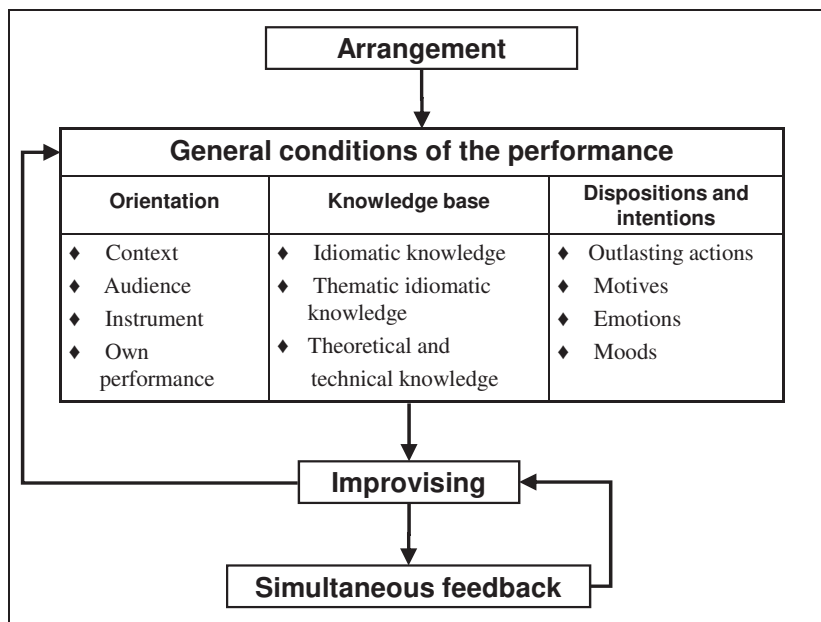 Arrangement
General conditions of the performance
Orientation
♦ Context
♦ Audience
♦ Instrument
♦ Own
performance
Knowledge base
♦ Idiomatic knowledge
♦ Thematic idiomatic
knowledge
♦ Theoretical and
technical knowledge
Dispositions and
intentions
♦ Outlasting actions
♦ Motives
♦ Emotions
♦ Moods
Improvising
Simultaneous feedback